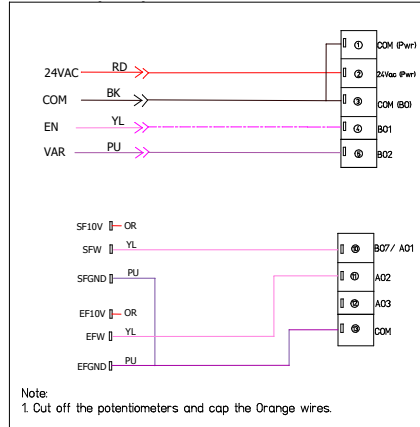 ① COM (Pwr)
24VAC RD ② 24Vac (Pwr)
COM BK ③ COM (BO)
EN YL ④ BO1
VAR PU ⑤ BO2
SF10V OR
SFW YL ⑩ BO7/ AO1
SFGND PU ⑪ AO2
EF10V OR ⑫ AO3
EFW YL ⑬ COM
EFGND PU
Note:
1. Cut off the potentiometers and cap the Orange wires.